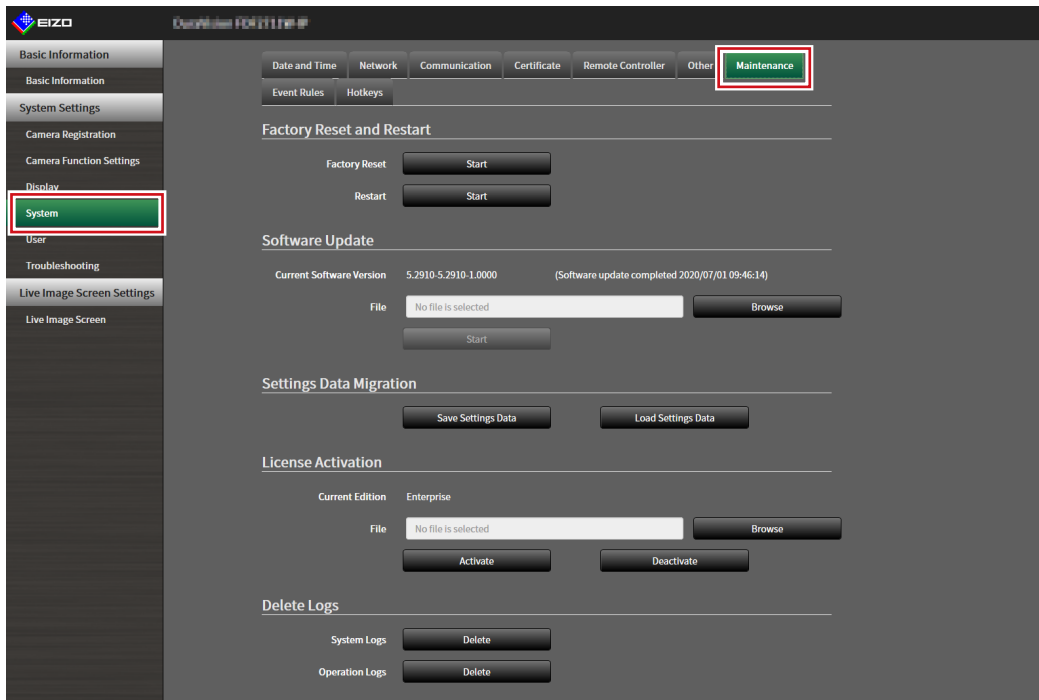 EIZO
Basic Information
Basic Information
System Settings
Camera Registration
Camera Function Settings
Display
System
User
Troubleshooting
Live Image Screen Settings
Live Image Screen
Date and Time Network Communication Certificate Remote Controller Other Maintenance
Event Rules Hotkeys
Factory Reset and Restart
Factory Reset Start
Restart Start
Software Update
Current Software Version 5.2910-5.2910-1.0000 (Software update completed 2020/07/01 09:46:14)
File No file is selected Browse
Start
Settings Data Migration
Save Settings Data Load Settings Data
License Activation
Current Edition Enterprise
File No file is selected Browse
Activate Deactivate
Delete Logs
System Logs Delete
Operation Logs Delete